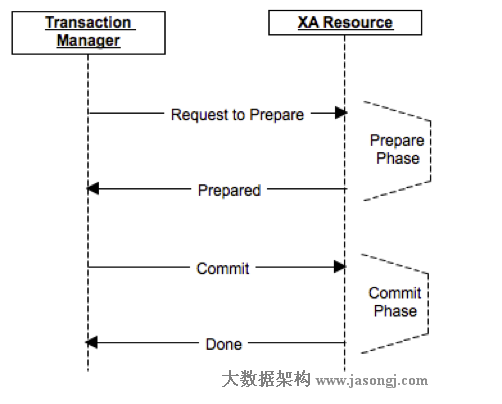 Transaction
Manager
XA Resource
Request to Prepare
Prepare
Phase
Prepared
Commit
Commit
Phase
Done
大数据架构 www.jasongj.com